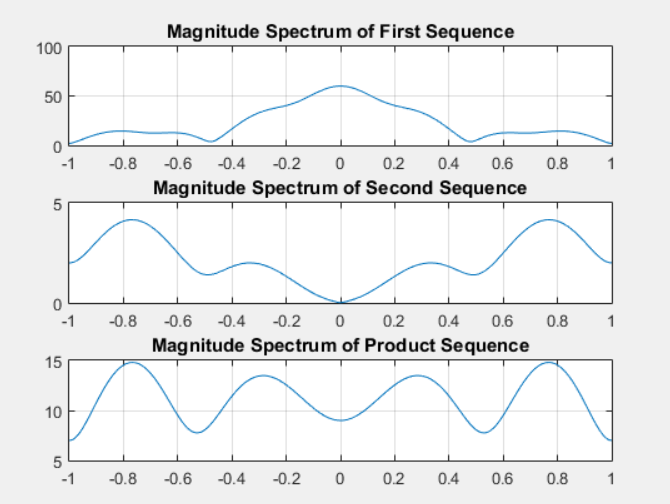 Magnitude Spectrum of First Sequence
100
50
0
-1 -0.8 -0.6 -0.4 -0.2 0 0.2 0.4 0.6 0.8 1
Magnitude Spectrum of Second Sequence
5
0
-1 -0.8 -0.6 -0.4 -0.2 0 0.2 0.4 0.6 0.8 1
Magnitude Spectrum of Product Sequence
15
10
5
-1 -0.8 -0.6 -0.4 -0.2 0 0.2 0.4 0.6 0.8 1